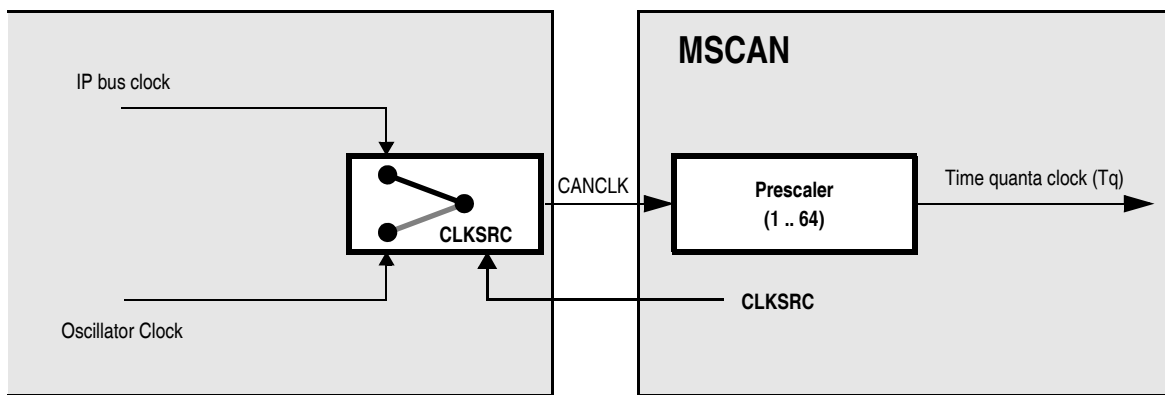 MSCAN
IP bus clock
CANCLK
Prescaler
(1 .. 64)
Time quanta clock (Tq)
CLKSRC
CLKSRC
Oscillator Clock